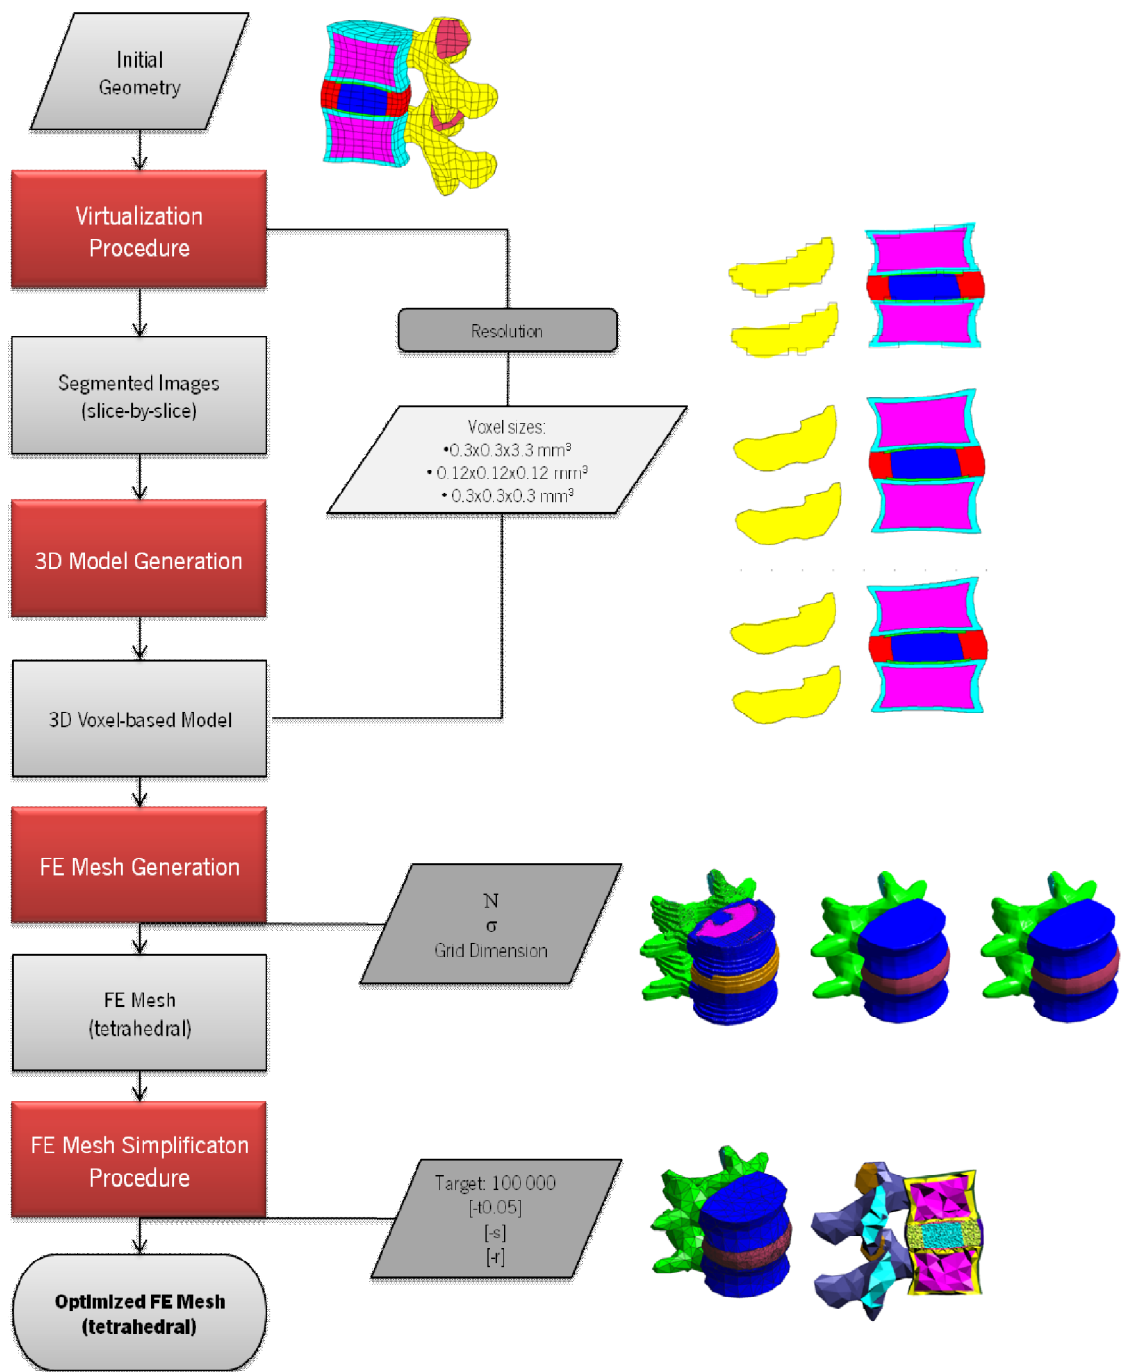 Initial
Geometry
Virtualization
Procedure
Resolution
Segmented Images
(slice-by-slice)
Voxel sizes:
•0.3x0.3x3.3 mm³
• 0.12x0.12x0.12 mm³
• 0.3x0.3x0.3 mm³
3D Model Generation
3D Voxel-based Model
FE Mesh Generation
N
σ
Grid Dimension
FE Mesh
(tetrahedral)
FE Mesh Simplificaton
Procedure
Target: 100 000
[-t0.05]
[-s]
[-r]
Optimized FE Mesh
(tetrahedral)